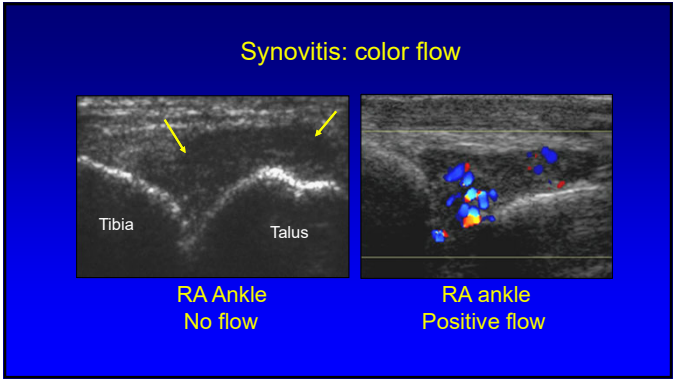 Synovitis: color flow
Tibia
Talus
RA Ankle
No flow
RA ankle
Positive flow